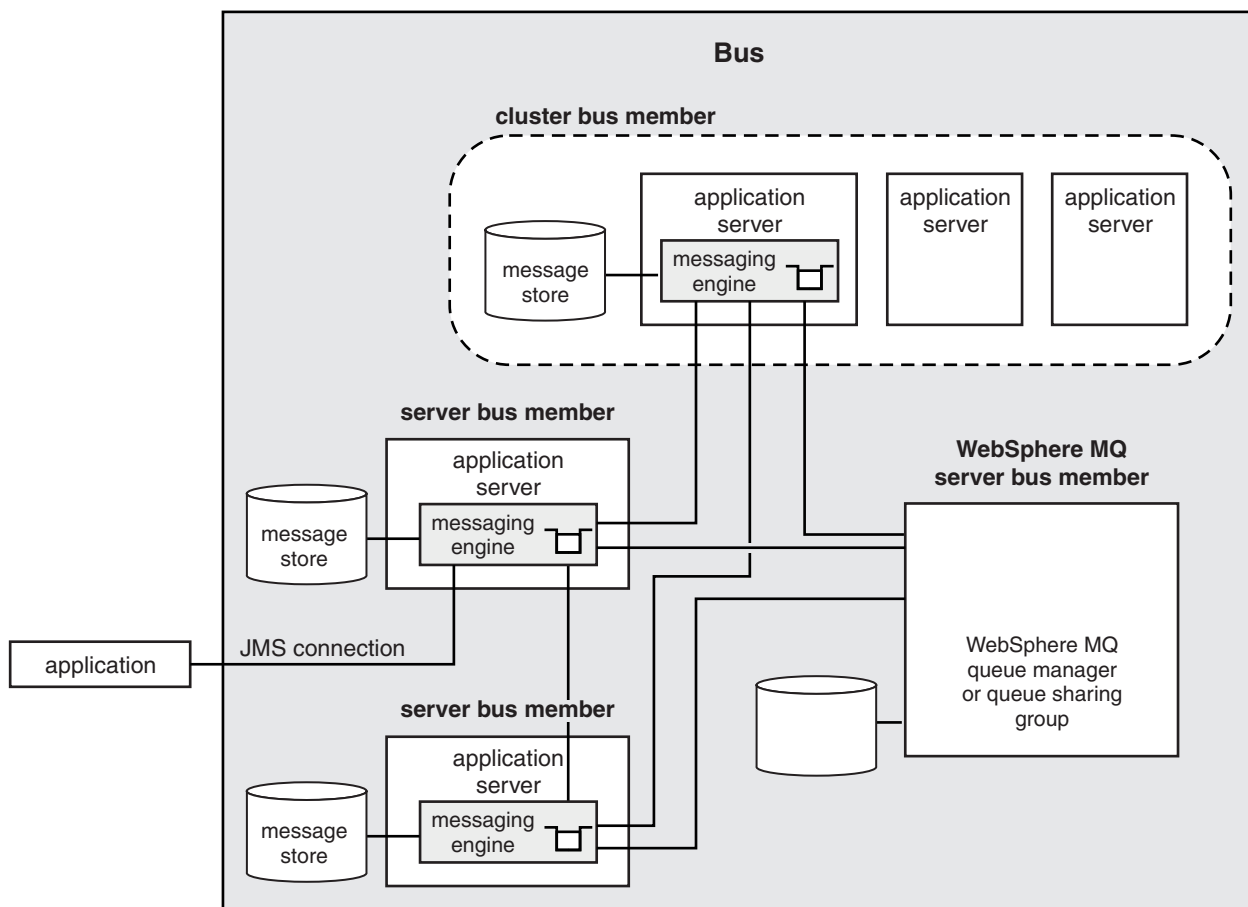 Bus
cluster bus member
application
server
application
server
application
server
message
store
messaging
engine
server bus member
application
server
message
store
messaging
engine
WebSphere MQ
server bus member
WebSphere MQ
queue manager
or queue sharing
group
application
JMS connection
server bus member
application
server
message
store
messaging
engine